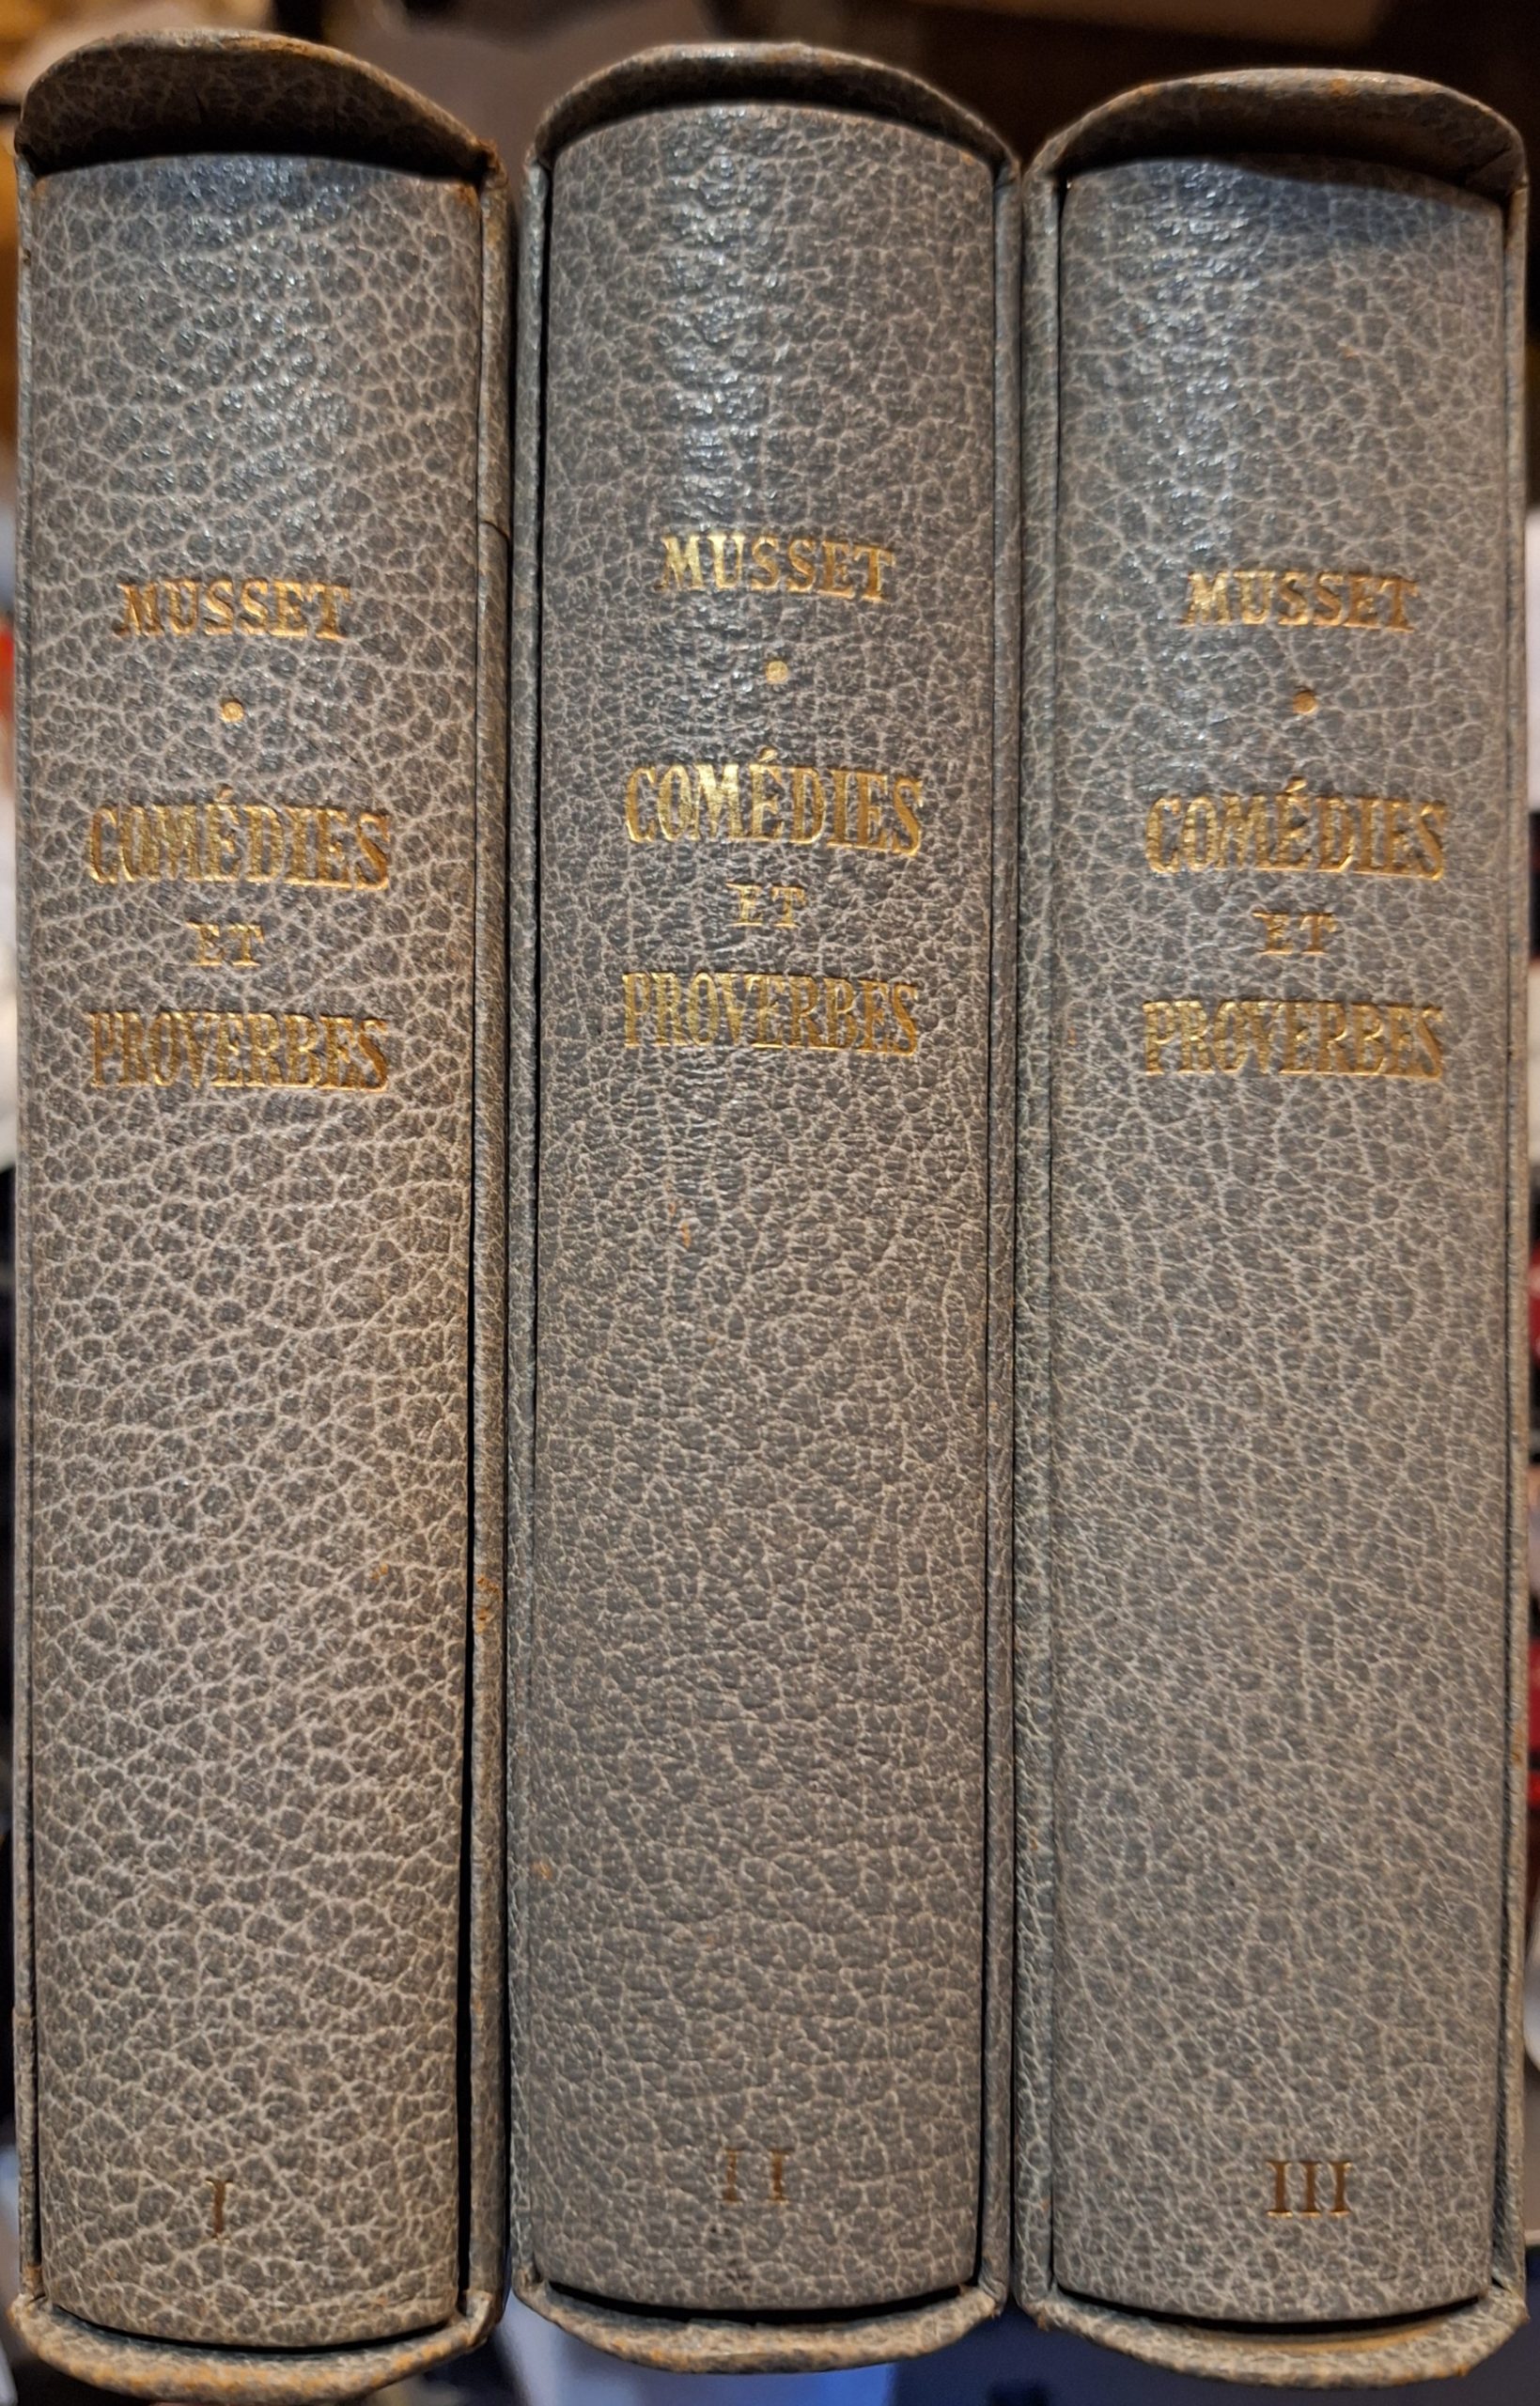 MUSSET
•
COMÉDIES
ET
PROVERBES
I
MUSSET
•
COMÉDIES
ET
PROVERBES
II
MUSSET
•
COMÉDIES
ET
PROVERBES
III